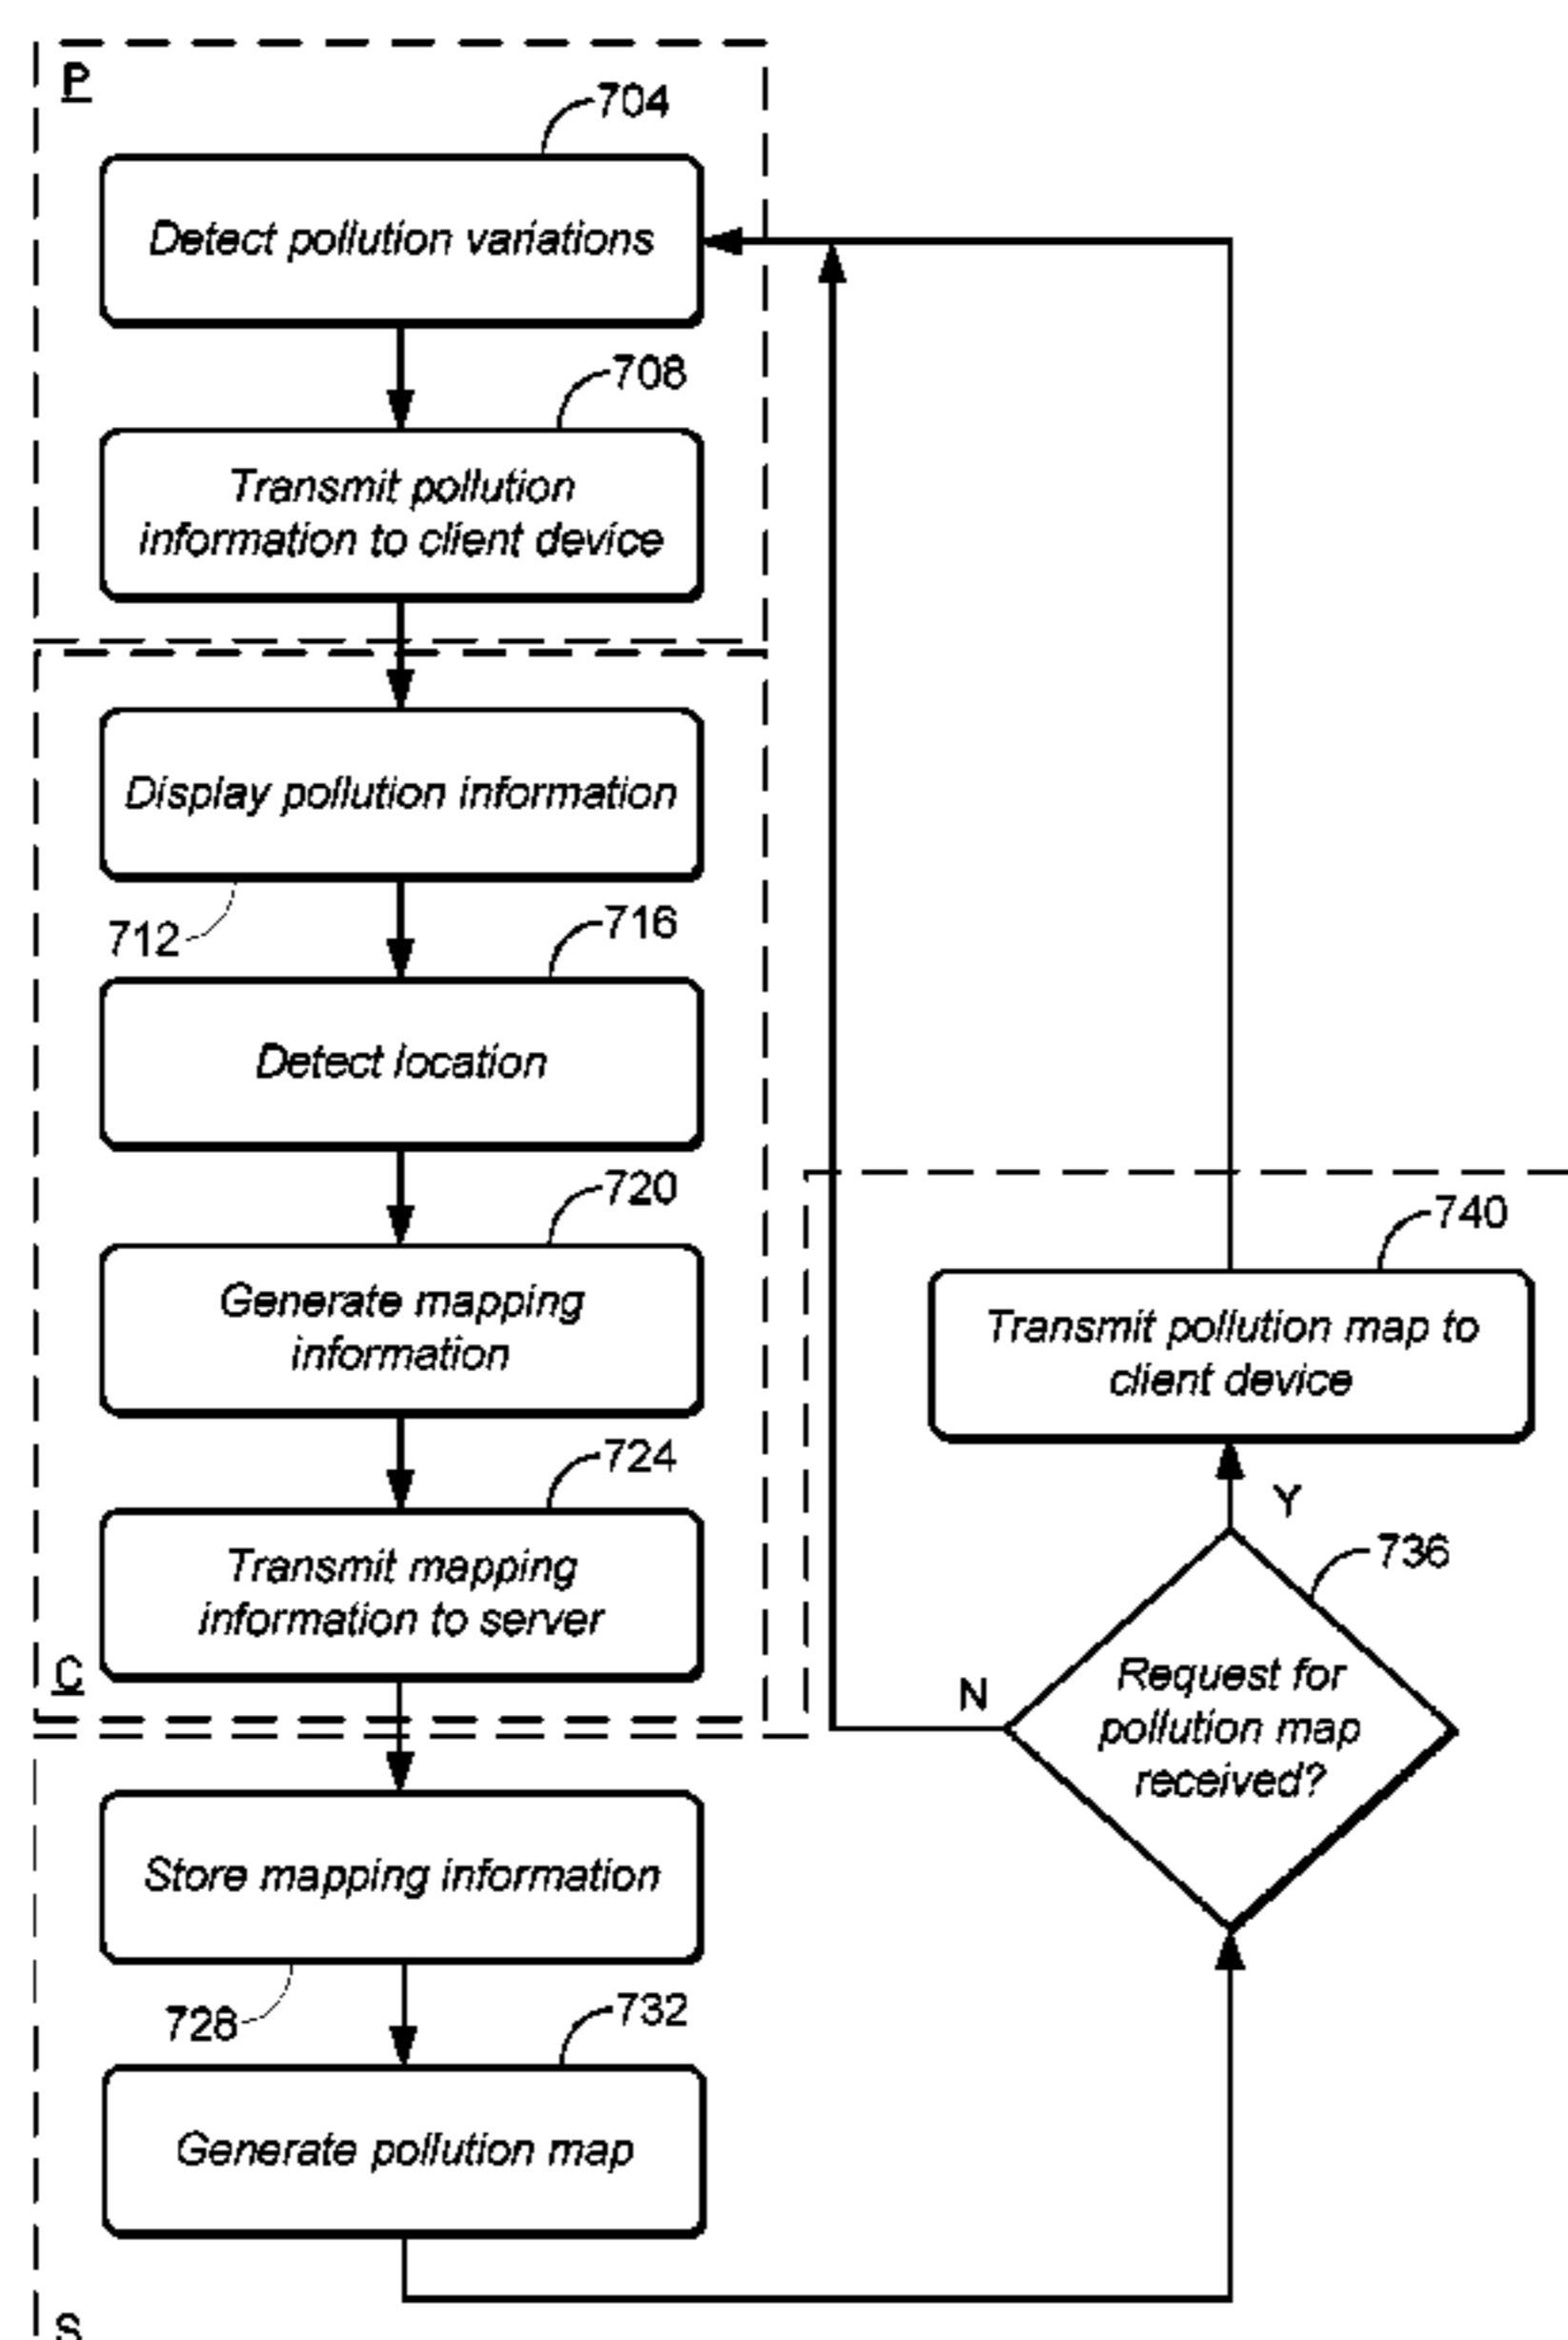 P
704
Detect pollution variations
708
Transmit pollution
information to client device
Display pollution information
712
716
Detect location
720
Generate mapping
information
724
Transmit mapping
information to server
C
740
Transmit pollution map to
client device
Y
736
N
Request for
pollution map
received?
Store mapping information
728
732
Generate pollution map
S